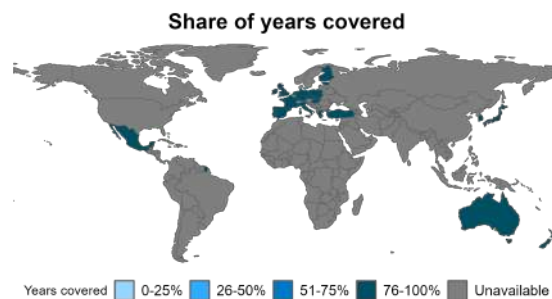 Share of years covered
Years covered 0-25% 26-50% 51-75% 76-100% Unavailable